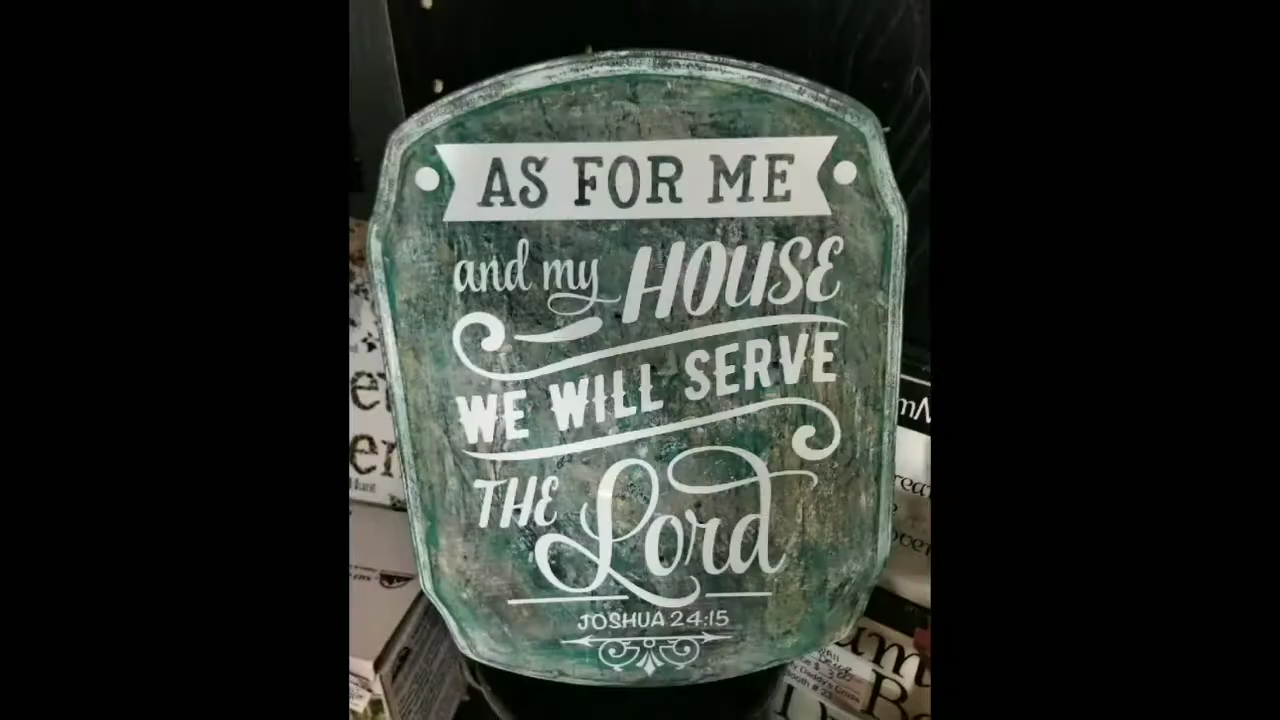 AS FOR ME
and my HOUSE
WE WILL SERVE
THE Lord
JOSHUA 24:15